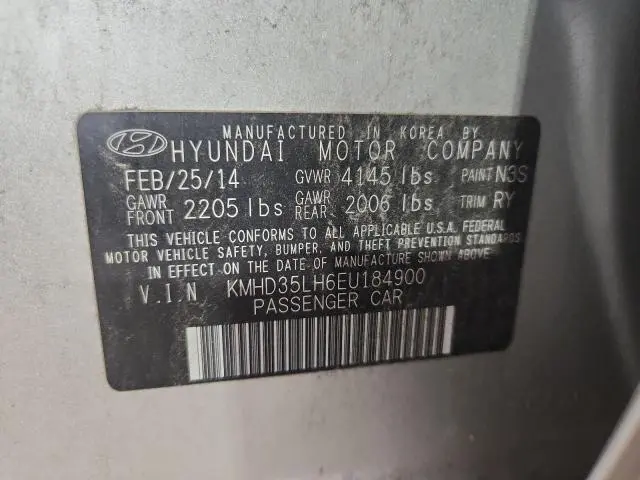 MANUFACTURED IN KOREA BY
HYUNDAI MOTOR COMPANY
FEB/25/14 GVWR 4145 lbs PAINT N3S
GAWR FRONT 2205 lbs GAWR REAR 2006 lbs TRIM RY
THIS VEHICLE CONFORMS TO ALL APPLICABLE U.S.A. FEDERAL
MOTOR VEHICLE SAFETY, BUMPER, AND THEFT PREVENTION STANDARDS
IN EFFECT ON THE DATE OF MANUFACTURE SHOWN ABOVE
V.I.N KMHD35LH6EU184900
PASSENGER CAR